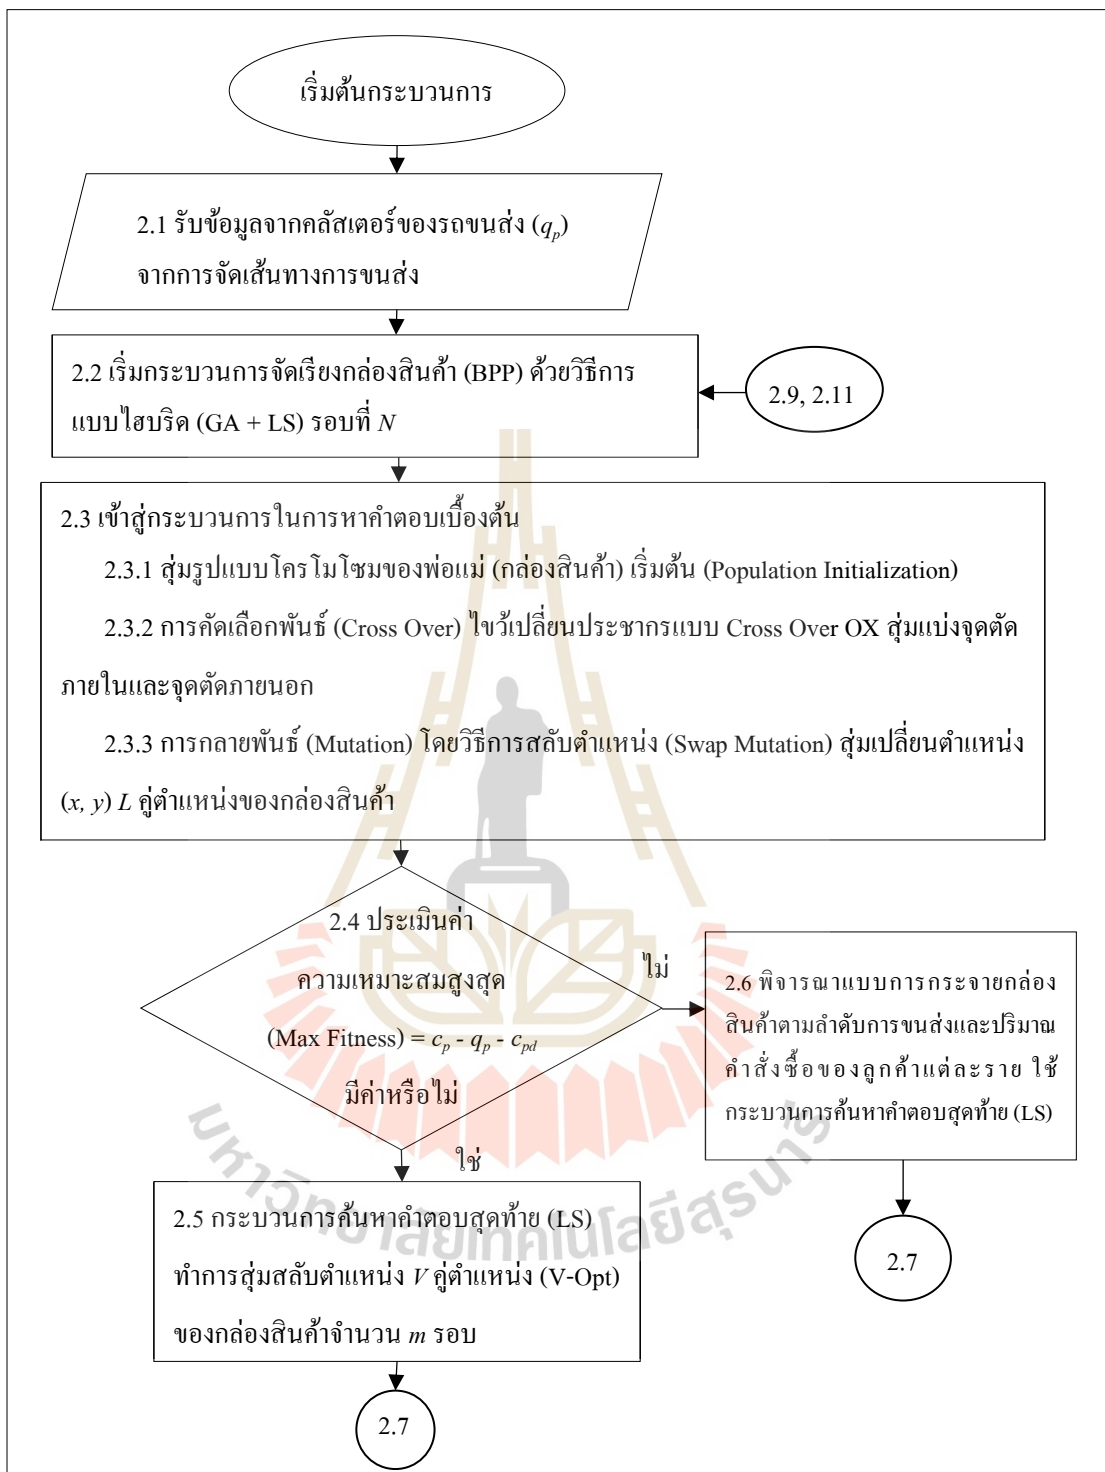 เริ่มต้นกระบวนการ
2.1 รับข้อมูลจากคลัสเตอร์ของรถขนส่ง (qp)
จากการจัดเส้นทางการขนส่ง
2.2 เริ่มกระบวนการจัดเรียงกล่องสินค้า (BPP) ด้วยวิธีการ
แบบไฮบริด (GA + LS) รอบที่ N
2.9, 2.11
2.3 เข้าสู่กระบวนการในการหาคำตอบเบื้องต้น
2.3.1 สุ่มรูปแบบโครโมโซมของพ่อแม่ (กล่องสินค้า) เริ่มต้น (Population Initialization)
2.3.2 การคัดเลือกพันธ์ (Cross Over) ไขว้เปลี่ยนประชากรแบบ Cross Over OX สุ่มแบ่งจุดตัด
ภายในและจุดตัดภายนอก
2.3.3 การกลายพันธ์ (Mutation) โดยวิธีการสลับตำแหน่ง (Swap Mutation) สุ่มเปลี่ยนตำแหน่ง
(x, y) L คู่ตำแหน่งของกล่องสินค้า
2.4 ประเมินค่า
ความเหมาะสมสูงสุด
(Max Fitness) = cp - qp - cpd
มีค่าหรือไม่
ไม่
2.6 พิจารณาแบบการกระจายกล่อง
สินค้าตามลำดับการขนส่งและปริมาณ
คำสั่งซื้อของลูกค้าแต่ละราย ใช้
กระบวนการค้นหาคำตอบสุดท้าย (LS)
2.7
ใช่
2.5 กระบวนการค้นหาคำตอบสุดท้าย (LS)
ทำการสุ่มสลับตำแหน่ง V คู่ตำแหน่ง (V-Opt)
ของกล่องสินค้าจำนวน m รอบ
2.7
มหาวิทยาลัยเทคโนโลยีสุรนารี